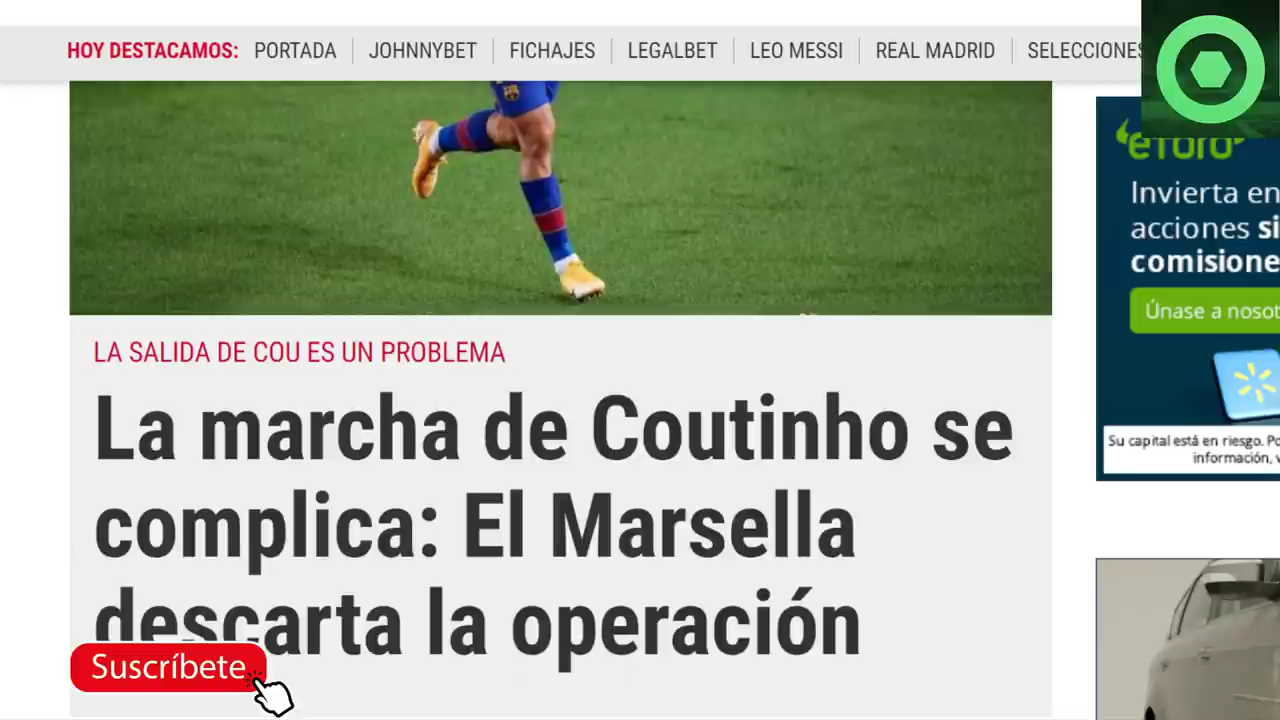 HOY DESTACAMOS: PORTADA JOHNNYBET FICHAJES LEGALBET LEO MESSI REAL MADRID SELECCIONES
eToro
Invierta en
acciones si
comisione
Únase a nosot
Su capital está en riesgo. Po
información, v
LA SALIDA DE COU ES UN PROBLEMA
La marcha de Coutinho se
complica: El Marsella
descarta la operación
Suscríbete